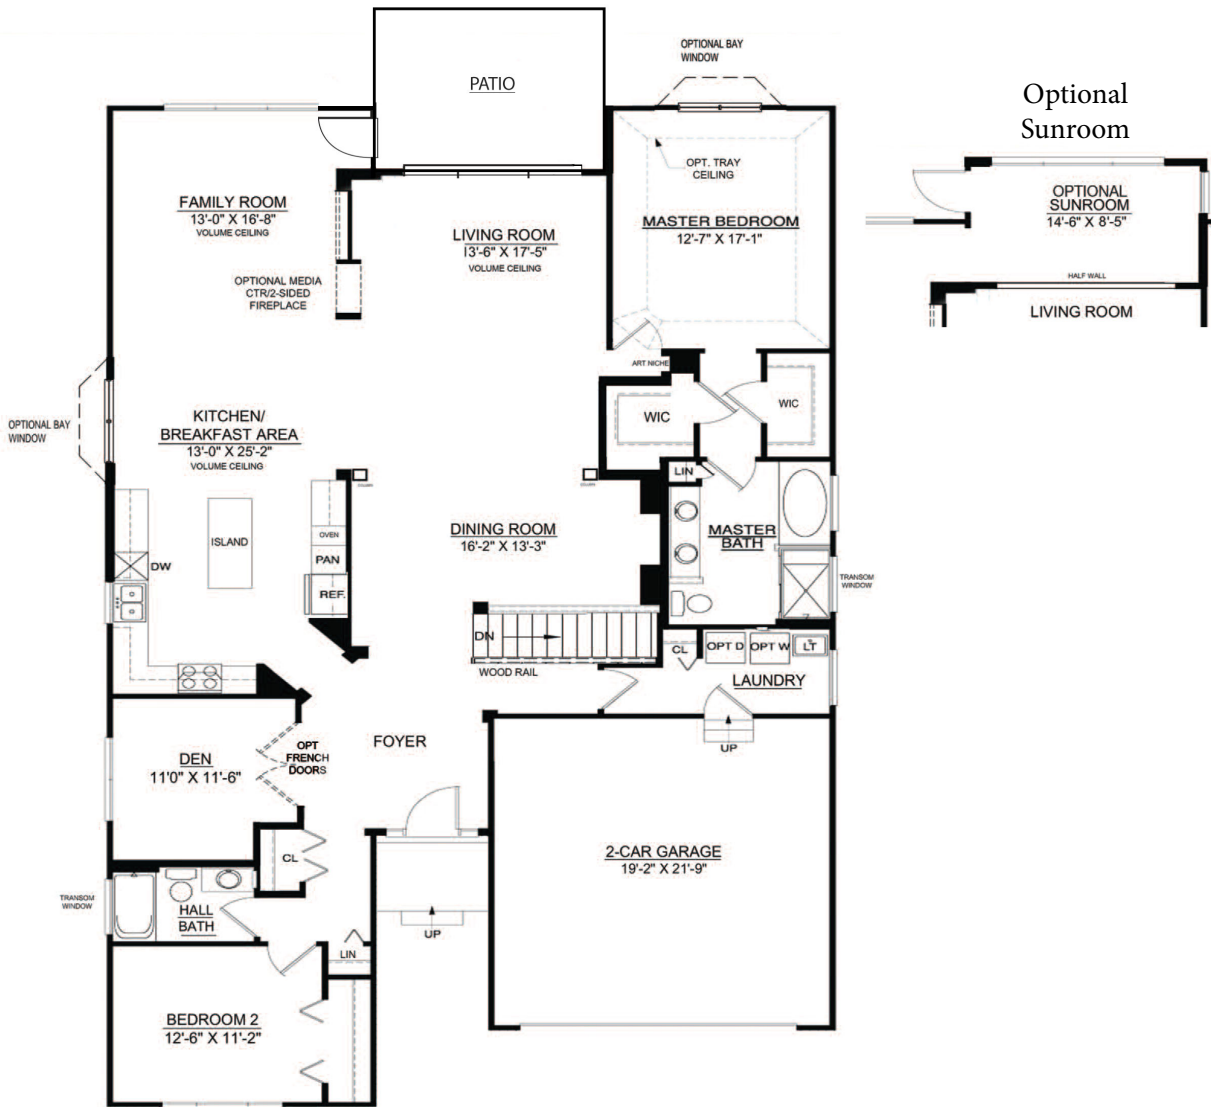 PATIO
OPTIONAL BAY
WINDOW
Optional
Sunroom
OPT. TRAY
CEILING
FAMILY ROOM
13'-0" X 16'-8"
VOLUME CEILING
LIVING ROOM
13'-6" X 17'-5"
VOLUME CEILING
MASTER BEDROOM
12'-7" X 17'-1"
OPTIONAL
SUNROOM
14'-6" X 8'-5"
HALF WALL
LIVING ROOM
OPTIONAL MEDIA
CTR/2-SIDED
FIREPLACE
ART NICHE
WIC
WIC
OPTIONAL BAY
WINDOW
KITCHEN/
BREAKFAST AREA
13'-0" X 25'-2"
VOLUME CEILING
LIN
ISLAND
OVEN
PAN
REF.
DW
DINING ROOM
16'-2" X 13'-3"
MASTER
BATH
TRANSOM
WINDOW
DN
WOOD RAIL
CL
OPT D
OPT W
LT
LAUNDRY
UP
DEN
11'0" X 11'-6"
OPT
FRENCH
DOORS
FOYER
CL
2-CAR GARAGE
19'-2" X 21'-9"
TRANSOM
WINDOW
HALL
BATH
UP
LIN
BEDROOM 2
12'-6" X 11'-2"